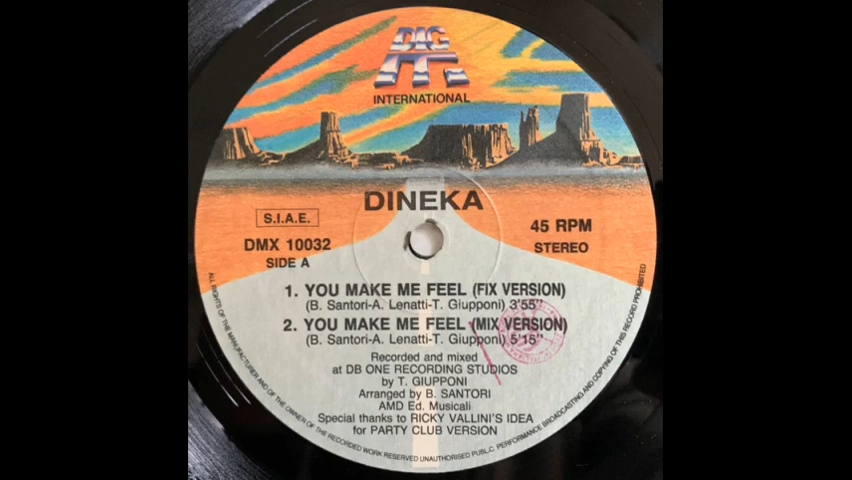 DIG
IT
INTERNATIONAL
DINEKA
S.I.A.E.
DMX 10032
SIDE A
45 RPM
STEREO
1. YOU MAKE ME FEEL (FIX VERSION)
(B. Santori-A. Lenatti-T. Giupponi) 3'55"
2. YOU MAKE ME FEEL (MIX VERSION)
(B. Santori-A. Lenatti-T. Giupponi) 5'15"
Recorded and mixed
at DB ONE RECORDING STUDIOS
by T. GIUPPONI
Arranged by B. SANTORI
AMD Ed. Musicali
Special thanks to RICKY VALLINI'S IDEA
for PARTY CLUB VERSION
ALL RIGHTS OF THE MANUFACTURER AND OF THE OWNER OF THE RECORDED WORK RESERVED UNAUTHORISED PUBLIC PERFORMANCE BROADCASTING AND COPYING OF THIS RECORD PROHIBITED